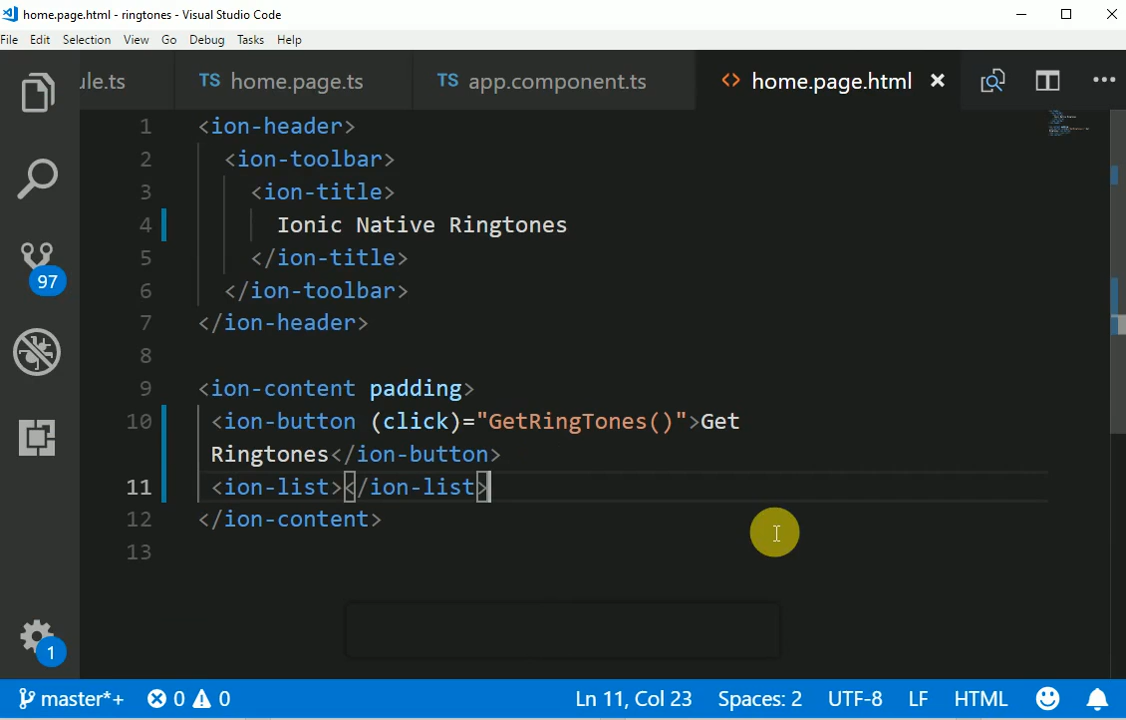 home.page.html - ringtones - Visual Studio Code
File Edit Selection View Go Debug Tasks Help
ule.ts TS home.page.ts TS app.component.ts <> home.page.html × •••
1 <ion-header>
2 <ion-toolbar>
3 <ion-title>
4 Ionic Native Ringtones
5 </ion-title>
6 </ion-toolbar>
7 </ion-header>
8
9 <ion-content padding>
10 <ion-button (click)="GetRingTones()">Get
Ringtones</ion-button>
11 <ion-list></ion-list>
12 </ion-content>
13
97
1
master*+ 0 0 Ln 11, Col 23 Spaces: 2 UTF-8 LF HTML